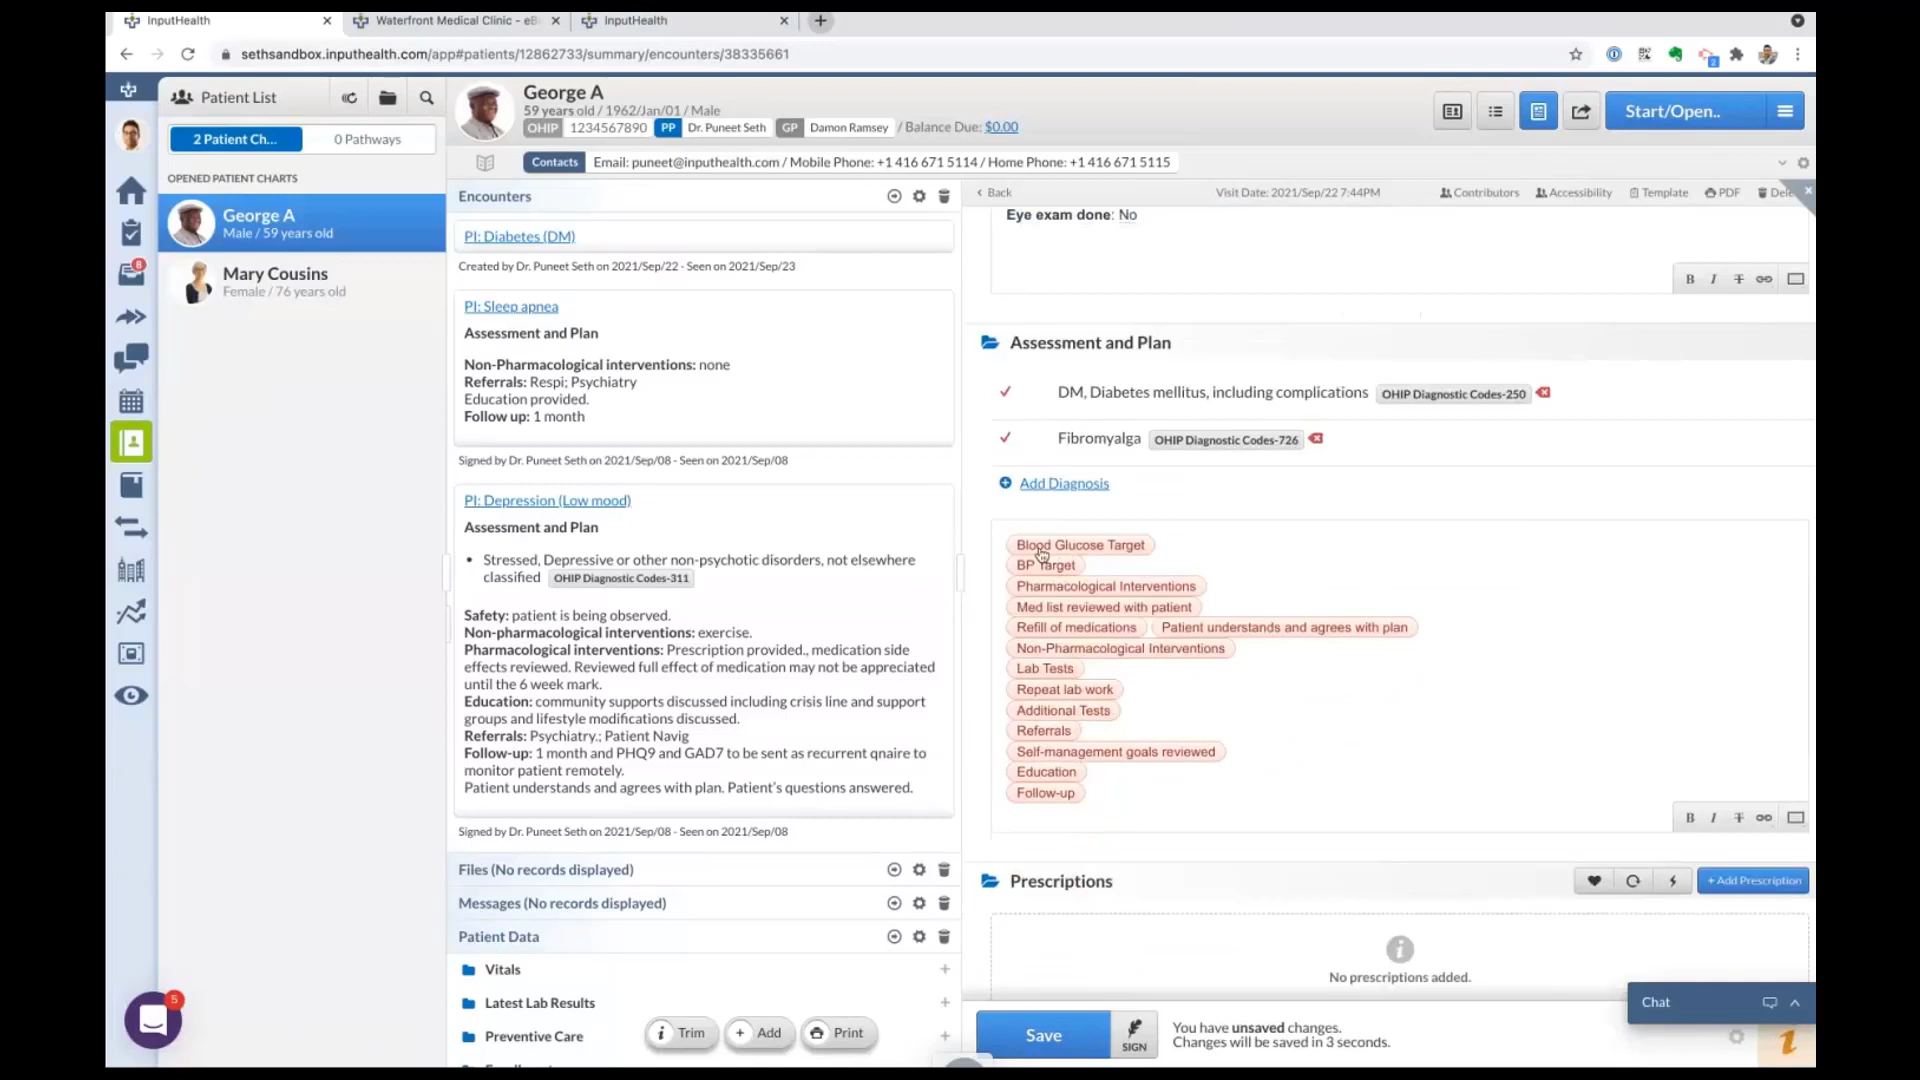 InputHealth
Waterfront Medical Clinic - eB
InputHealth
sethsandbox.inputhealth.com/app#patients/12862733/summary/encounters/38335661
2
Patient List
2 Patient Ch...
0 Pathways
OPENED PATIENT CHARTS
George A
Male / 59 years old
Mary Cousins
Female / 76 years old
8
5
George A
59 years old / 1962/Jan/01 / Male
OHIP 1234567890 PP Dr. Puneet Seth GP Damon Ramsey / Balance Due: $0.00
Start/Open..
Contacts Email: puneet@inputhealth.com / Mobile Phone: +1 416 671 5114 / Home Phone: +1 416 671 5115
Encounters
PI: Diabetes (DM)
Created by Dr. Puneet Seth on 2021/Sep/22 - Seen on 2021/Sep/23
PI: Sleep apnea
Assessment and Plan
Non-Pharmacological interventions: none
Referrals: Respi; Psychiatry
Education provided.
Follow up: 1 month
Signed by Dr. Puneet Seth on 2021/Sep/08 - Seen on 2021/Sep/08
PI: Depression (Low mood)
Assessment and Plan
• Stressed, Depressive or other non-psychotic disorders, not elsewhere
classified OHIP Diagnostic Codes-311
Safety: patient is being observed.
Non-pharmacological interventions: exercise.
Pharmacological interventions: Prescription provided., medication side
effects reviewed. Reviewed full effect of medication may not be appreciated
until the 6 week mark.
Education: community supports discussed including crisis line and support
groups and lifestyle modifications discussed.
Referrals: Psychiatry.; Patient Navig
Follow-up: 1 month and PHQ9 and GAD7 to be sent as recurrent qnaire to
monitor patient remotely.
Patient understands and agrees with plan. Patient's questions answered.
Signed by Dr. Puneet Seth on 2021/Sep/08 - Seen on 2021/Sep/08
Files (No records displayed)
Messages (No records displayed)
Patient Data
Vitals
Latest Lab Results
Preventive Care
Trim
Add
Print
Back
Visit Date: 2021/Sep/22 7:44PM
Contributors
Accessibility
Template
PDF
Dele
Eye exam done: No
B I T
Assessment and Plan
DM, Diabetes mellitus, including complications OHIP Diagnostic Codes-250
Fibromyalga OHIP Diagnostic Codes-726
Add Diagnosis
Blood Glucose Target
BP Target
Pharmacological Interventions
Med list reviewed with patient
Refill of medications Patient understands and agrees with plan
Non-Pharmacological Interventions
Lab Tests
Repeat lab work
Additional Tests
Referrals
Self-management goals reviewed
Education
Follow-up
B I T
Prescriptions
+ Add Prescription
No prescriptions added.
Chat
Save
SIGN
You have unsaved changes.
Changes will be saved in 3 seconds.